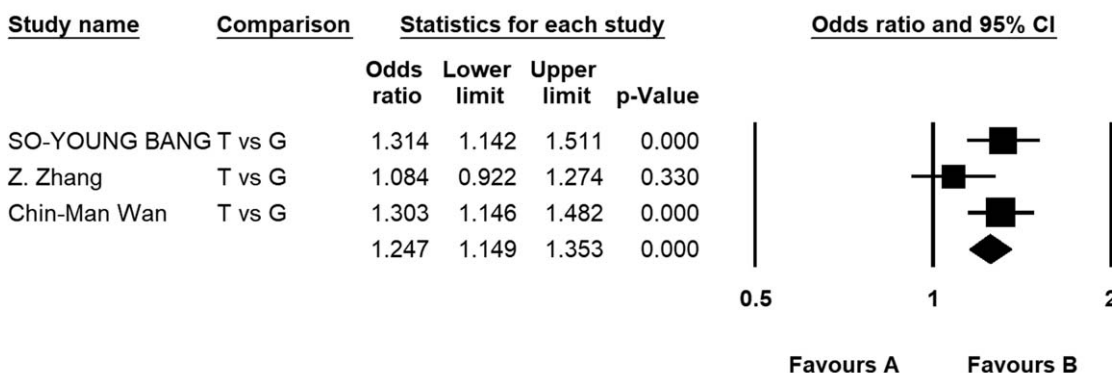 Study name Comparison Statistics for each study Odds ratio and 95% CI
Odds Lower Upper
ratio limit limit p-Value
SO-YOUNG BANG T vs G 1.314 1.142 1.511 0.000
Z. Zhang T vs G 1.084 0.922 1.274 0.330
Chin-Man Wan T vs G 1.303 1.146 1.482 0.000
1.247 1.149 1.353 0.000
0.5 1 2
Favours A Favours B